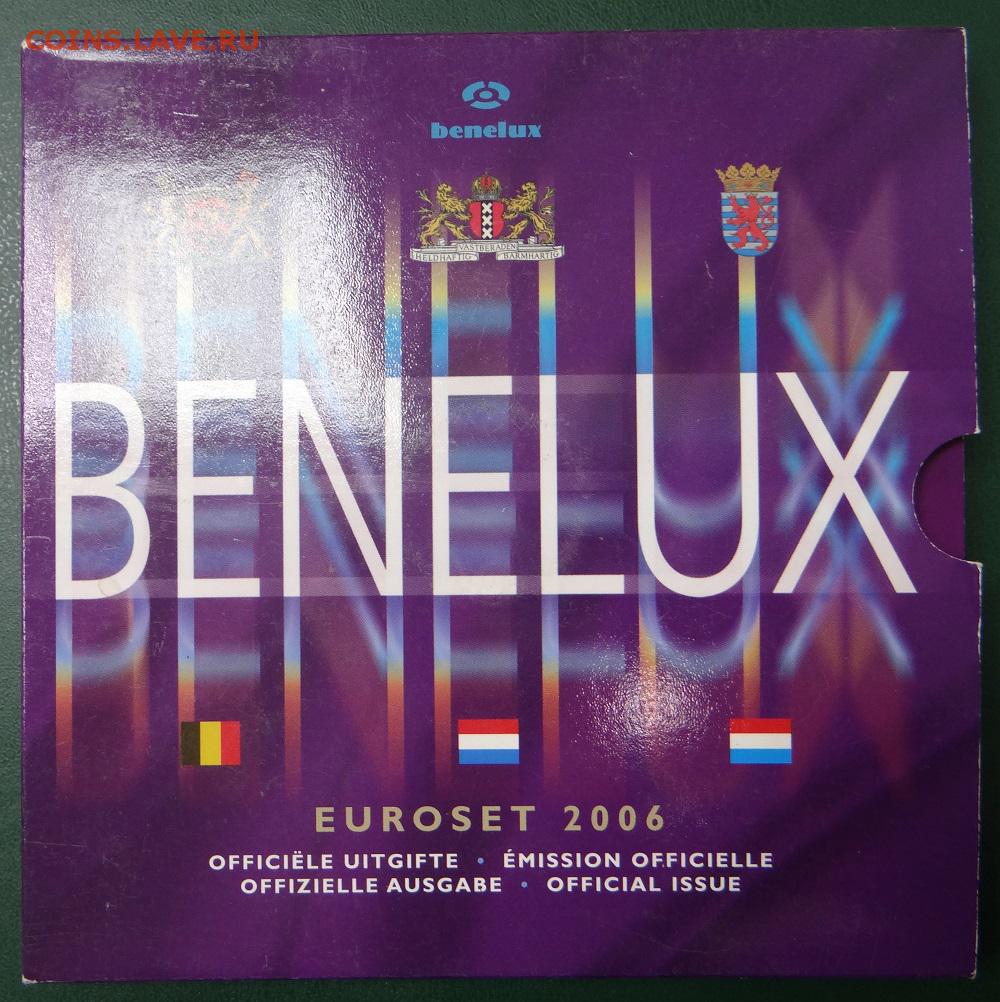 COINS.LAVE.RU
benelux
VASTBERADEN
HELDHAFTIG BARMHARTIG
BENELUX
EUROSET 2006
OFFICIËLE UITGIFTE • ÉMISSION OFFICIELLE
OFFIZIELLE AUSGABE • OFFICIAL ISSUE